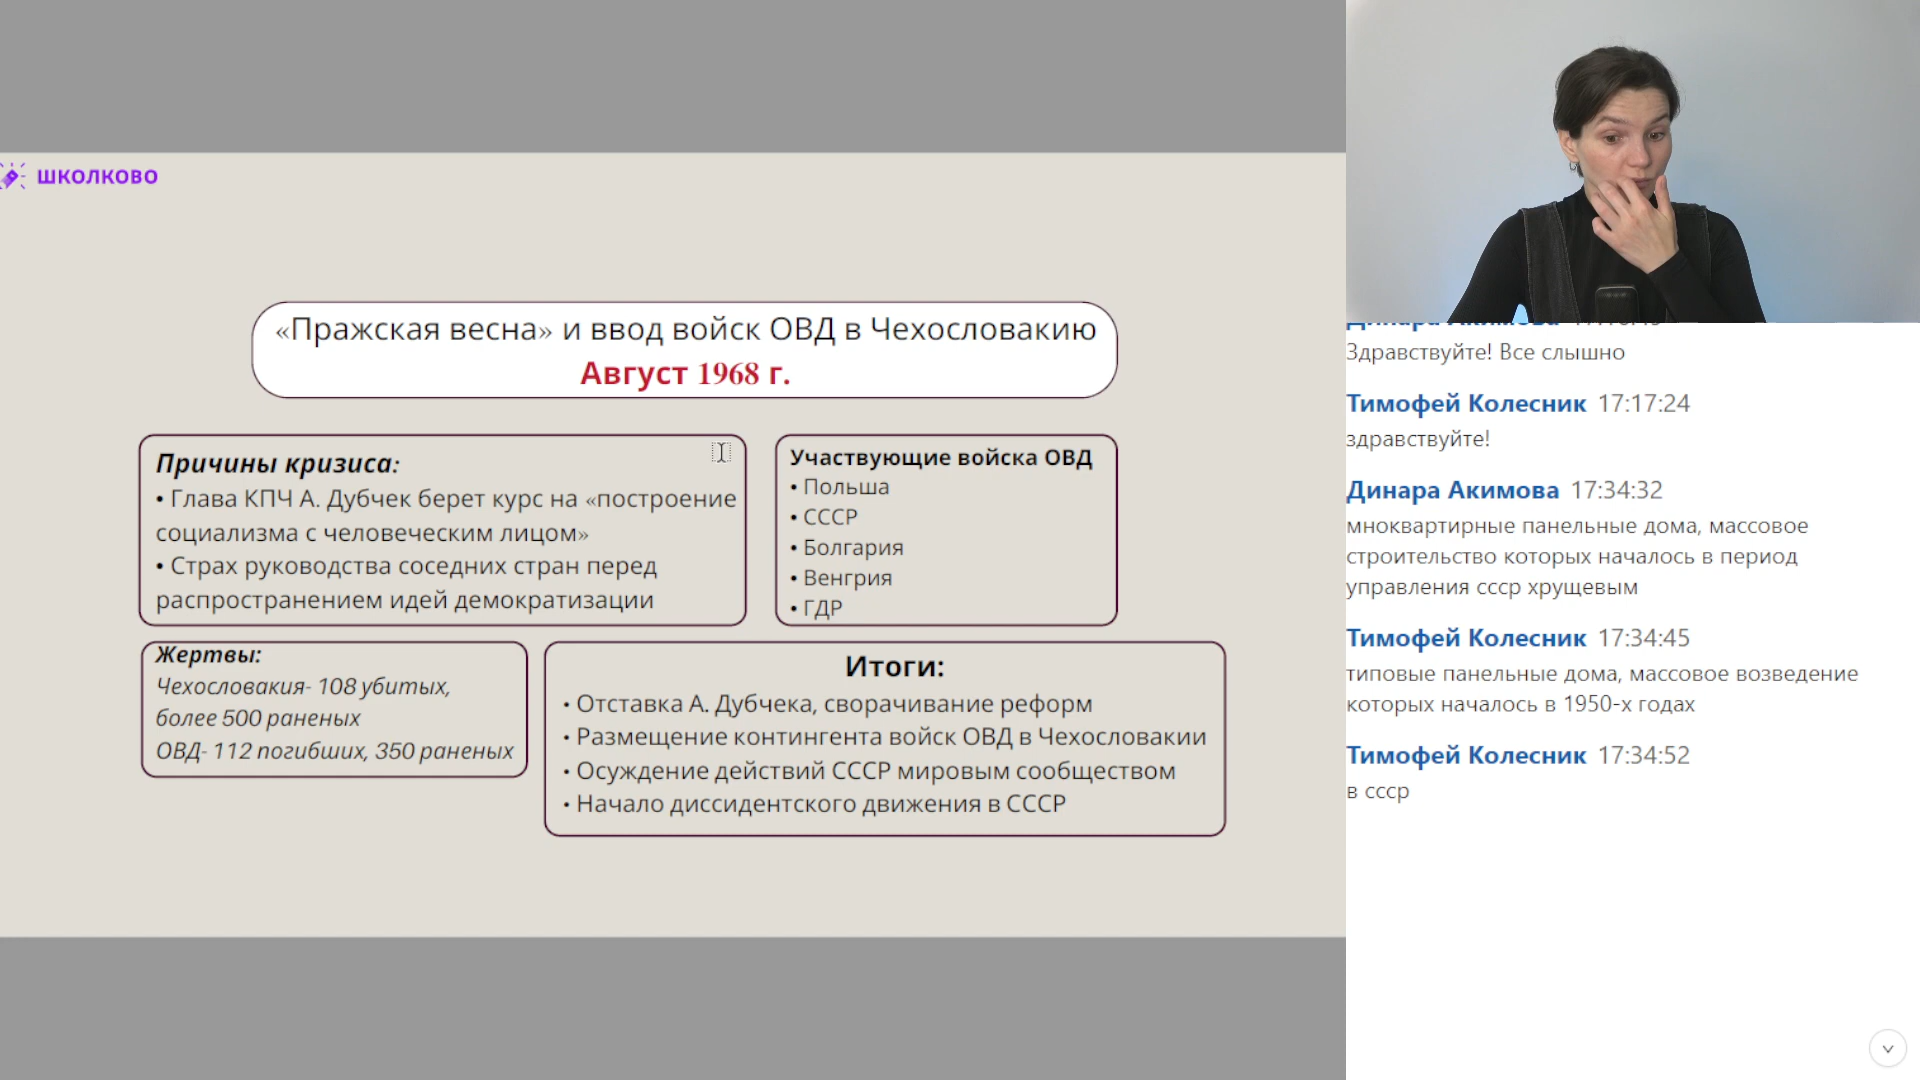 ШКОЛКОВО
«Пражская весна» и ввод войск ОВД в Чехословакию
Август 1968 г.
Причины кризиса:
• Глава КПЧ А. Дубчек берет курс на «построение
социализма с человеческим лицом»
• Страх руководства соседних стран перед
распространением идей демократизации
Участвующие войска ОВД
• Польша
• СССР
• Болгария
• Венгрия
• ГДР
Жертвы:
Чехословакия- 108 убитых,
более 500 раненых
ОВД- 112 погибших, 350 раненых
Итоги:
• Отставка А. Дубчека, сворачивание реформ
• Размещение контингента войск ОВД в Чехословакии
• Осуждение действий СССР мировым сообществом
• Начало диссидентского движения в СССР
Динара Акимова
Здравствуйте! Все слышно
Тимофей Колесник 17:17:24
здравствуйте!
Динара Акимова 17:34:32
мноквартирные панельные дома, массовое
строительство которых началось в период
управления ссср хрущевым
Тимофей Колесник 17:34:45
типовые панельные дома, массовое возведение
которых началось в 1950-х годах
Тимофей Колесник 17:34:52
в ссср